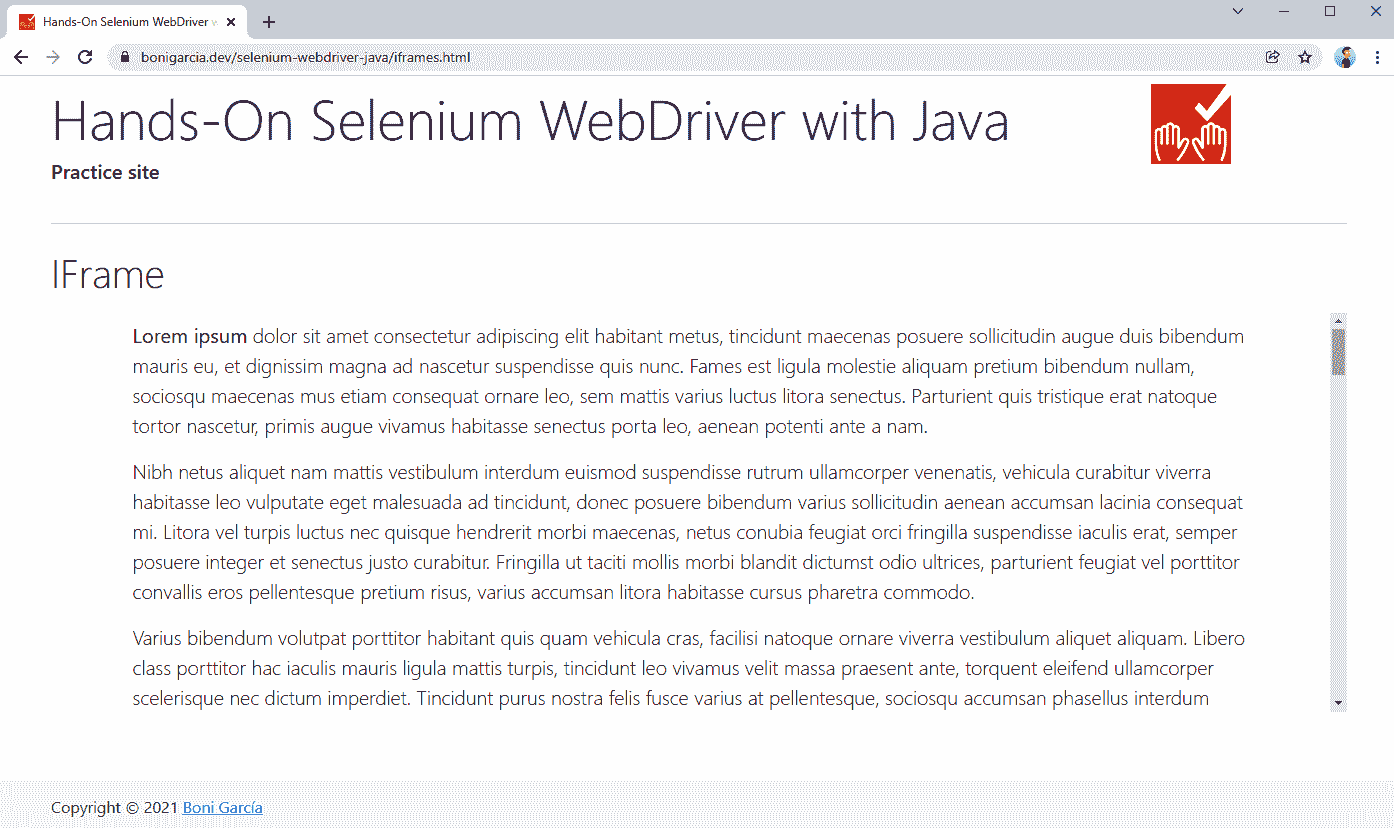 Hands-On Selenium WebDriver
bonigarcia.dev/selenium-webdriver-java/iframes.html
Hands-On Selenium WebDriver with Java
Practice site
IFrame
Lorem ipsum dolor sit amet consectetur adipiscing elit habitant metus, tincidunt maecenas posuere sollicitudin augue duis bibendum
mauris eu, et dignissim magna ad nascetur suspendisse quis nunc. Fames est ligula molestie aliquam pretium bibendum nullam,
sociosqu maecenas mus etiam consequat ornare leo, sem mattis varius luctus litora senectus. Parturient quis tristique erat natoque
tortor nascetur, primis augue vivamus habitasse senectus porta leo, aenean potenti ante a nam.
Nibh netus aliquet nam mattis vestibulum interdum euismod suspendisse rutrum ullamcorper venenatis, vehicula curabitur viverra
habitasse leo vulputate eget malesuada ad tincidunt, donec posuere bibendum varius sollicitudin aenean accumsan lacinia consequat
mi. Litora vel turpis luctus nec quisque hendrerit morbi maecenas, netus conubia feugiat orci fringilla suspendisse iaculis erat, semper
posuere integer et senectus justo curabitur. Fringilla ut taciti mollis morbi blandit dictumst odio ultrices, parturient feugiat vel porttitor
convallis eros pellentesque pretium risus, varius accumsan litora habitasse cursus pharetra commodo.
Varius bibendum volutpat porttitor habitant quis quam vehicula cras, facilisi natoque ornare viverra vestibulum aliquet aliquam. Libero
class porttitor hac iaculis mauris ligula mattis turpis, tincidunt leo vivamus velit massa praesent ante, torquent eleifend ullamcorper
scelerisque nec dictum imperdiet. Tincidunt purus nostra felis fusce varius at pellentesque, sociosqu accumsan phasellus interdum
Copyright © 2021 Boni García